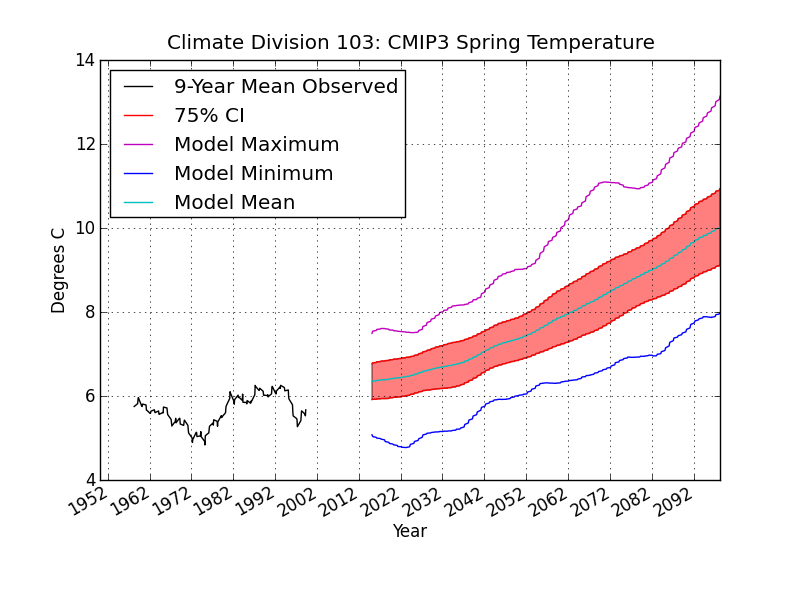 Climate Division 103: CMIP3 Spring Temperature
14
12
10
8
6
4
Degrees C
9-Year Mean Observed
75% CI
Model Maximum
Model Minimum
Model Mean
1952
1962
1972
1982
1992
2002
2012
2022
2032
2042
2052
2062
2072
2082
2092
Year